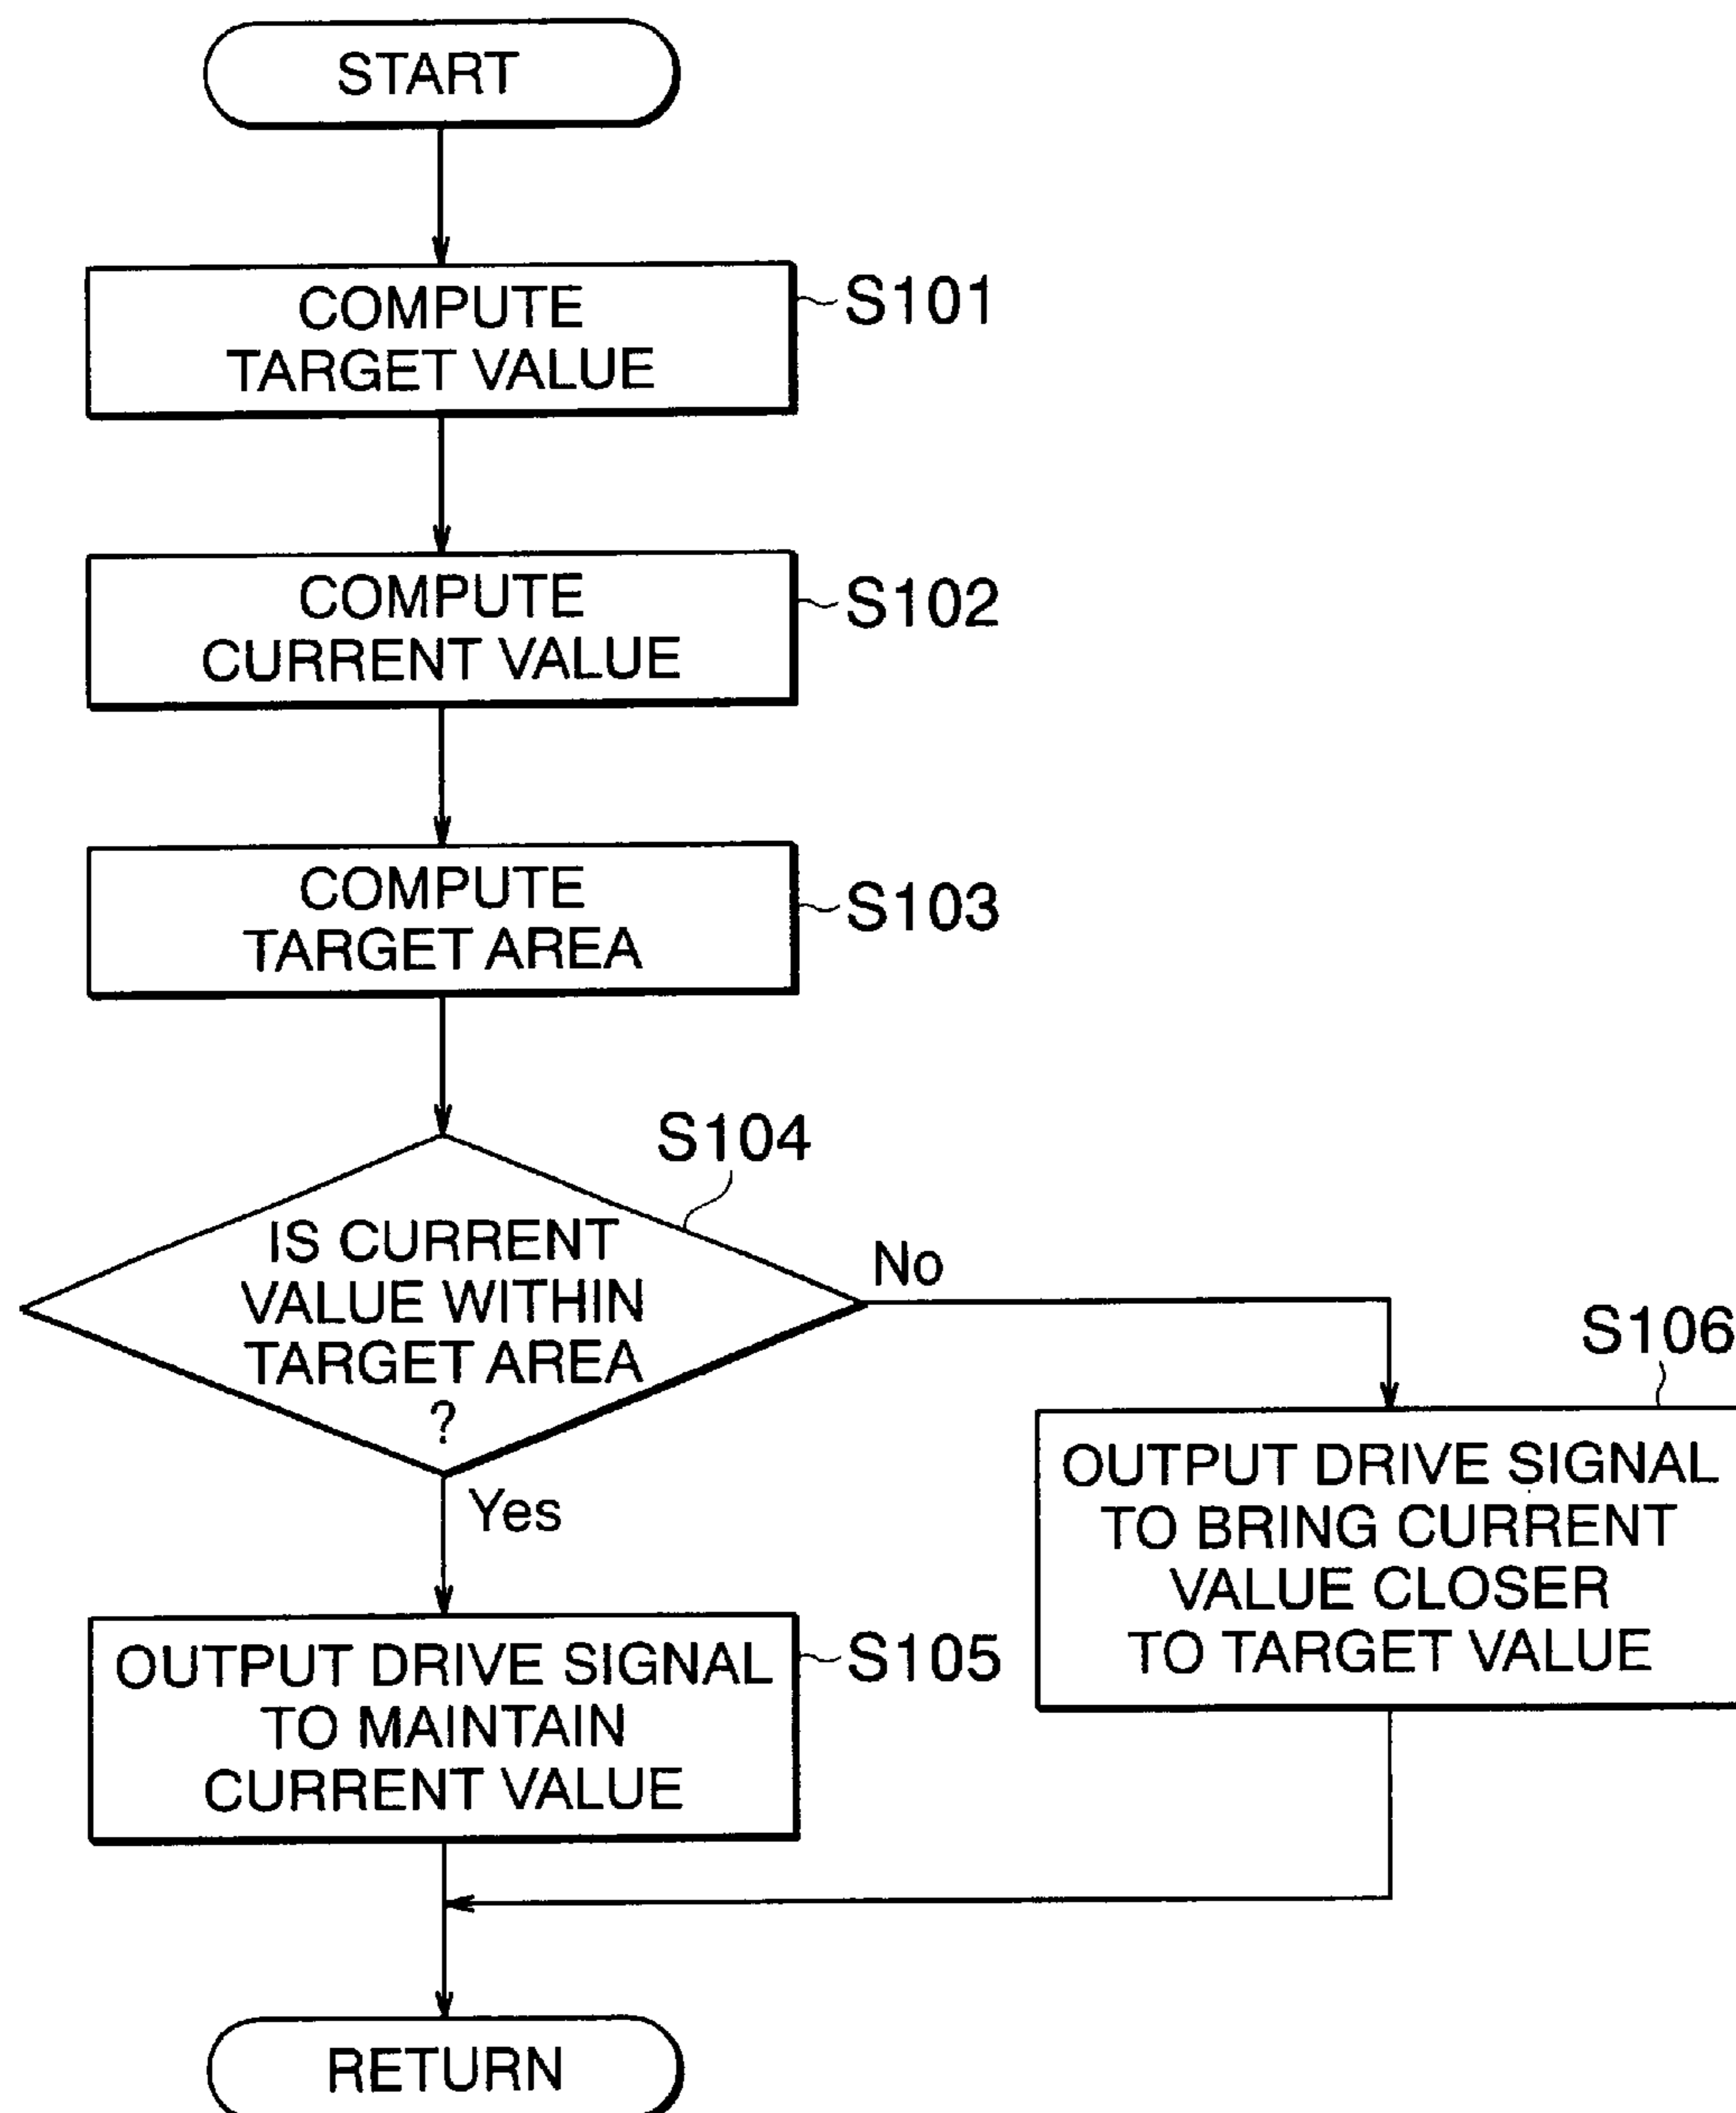 START
COMPUTE
TARGET VALUE
S101
COMPUTE
CURRENT VALUE
S102
COMPUTE
TARGET AREA
S103
S104
IS CURRENT
VALUE WITHIN
TARGET AREA
?
No
Yes
S106
OUTPUT DRIVE SIGNAL
TO BRING CURRENT
VALUE CLOSER
TO TARGET VALUE
OUTPUT DRIVE SIGNAL
TO MAINTAIN
CURRENT VALUE
S105
RETURN